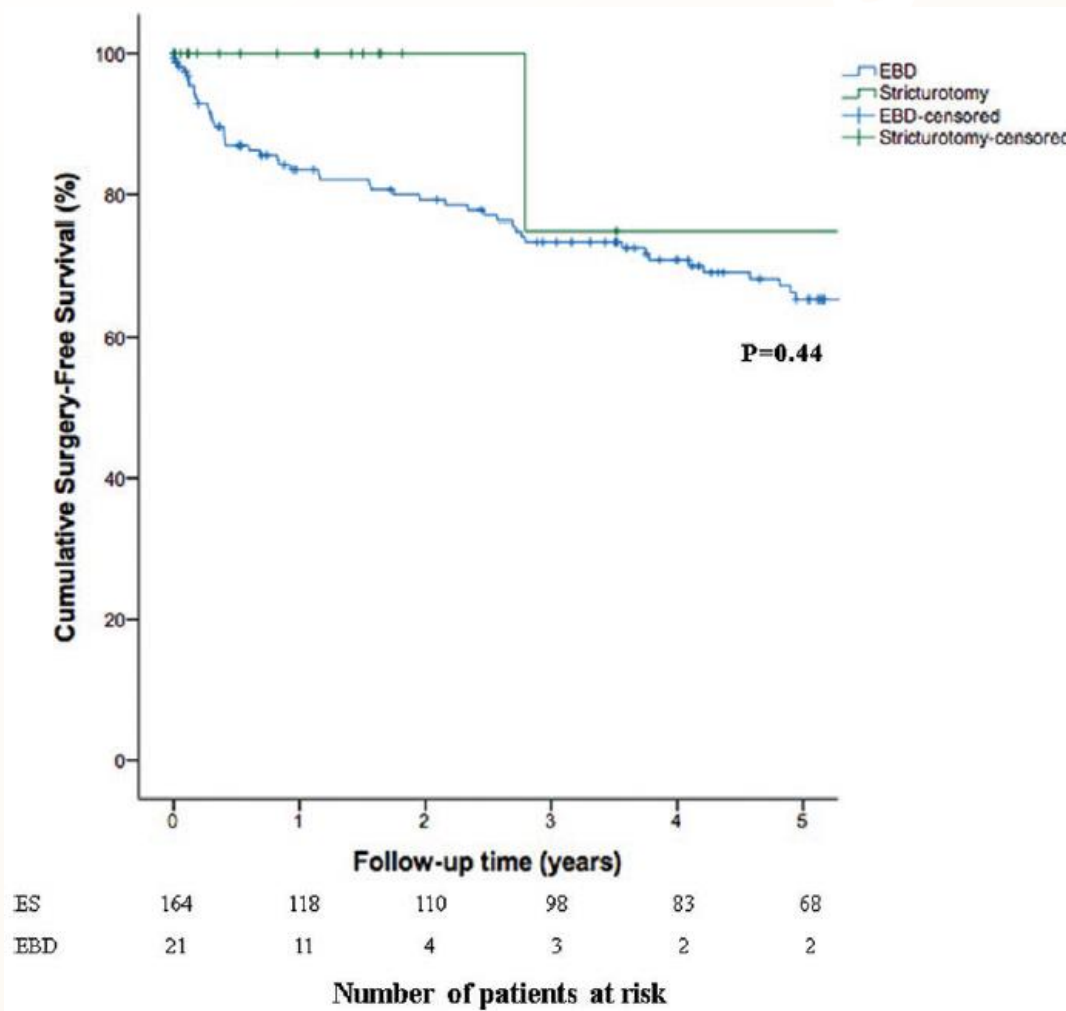 100
80
60
40
20
0
Cumulative Surgery-Free Survival (%)
EBD
Stricturotomy
EBD-censored
Stricturotomy-censored
P=0.44
0 1 2 3 4 5
Follow-up time (years)
ES 164 118 110 98 83 68
EBD 21 11 4 3 2 2
Number of patients at risk